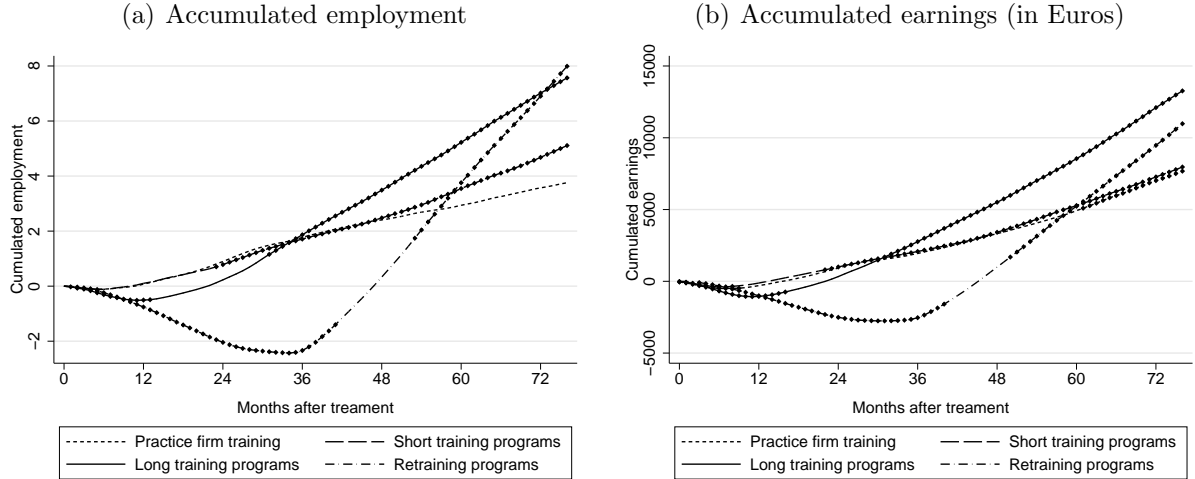 (a) Accumulated employment
8
6
4
2
0
−2
Cumulated employment
0 12 24 36 48 60 72
Months after treament
Practice firm training Short training programs
Long training programs Retraining programs
(b) Accumulated earnings (in Euros)
15000
10000
5000
0
−5000
Cumulated earnings
0 12 24 36 48 60 72
Months after treament
Practice firm training Short training programs
Long training programs Retraining programs